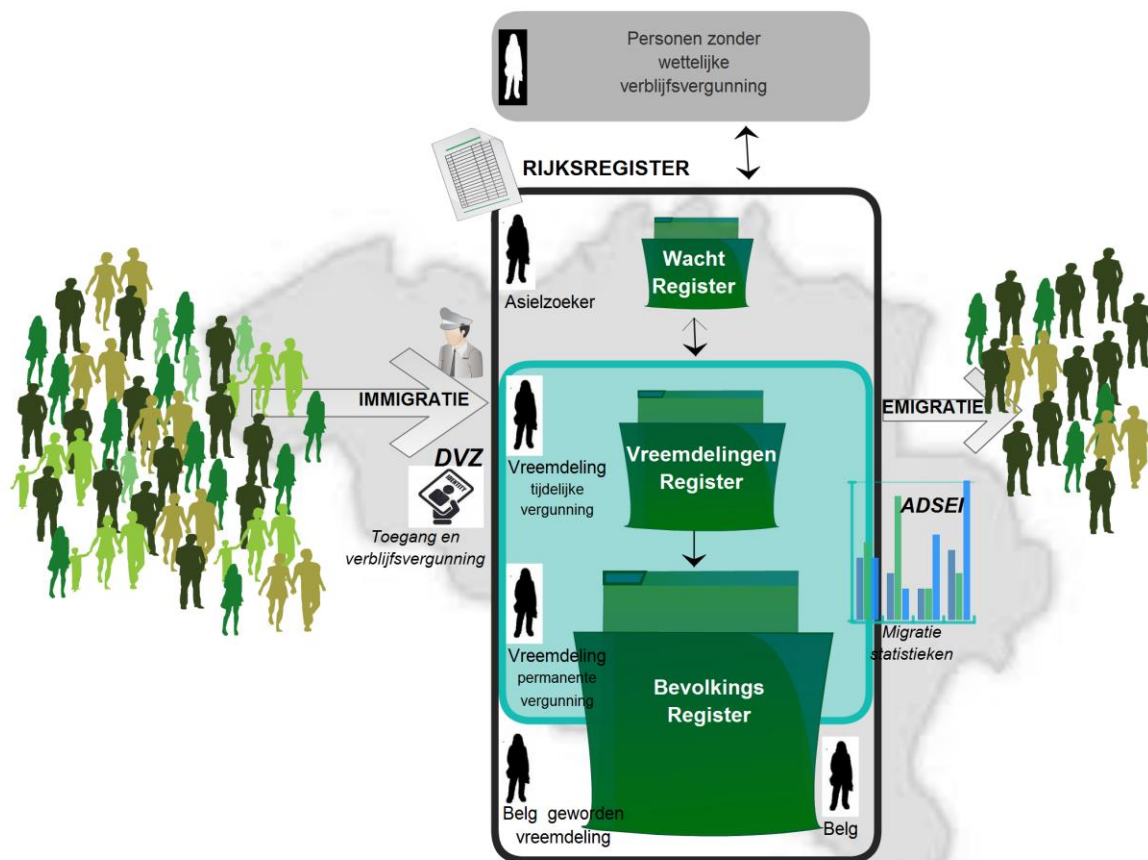 Personen zonder
wettelijke
verblijfsvergunning
RIJKSREGISTER
Wacht
Register
Asielzoeker
IMMIGRATIE
EMIGRATIE
DVZ
IDENTITY
Toegang en
verblijfsvergunning
Vreemdeling
tijdelijke
vergunning
Vreemdelingen
Register
ADSEI
Migratie
statistieken
Vreemdeling
permanente
vergunning
Bevolkings
Register
Belg geworden
vreemdeling
Belg